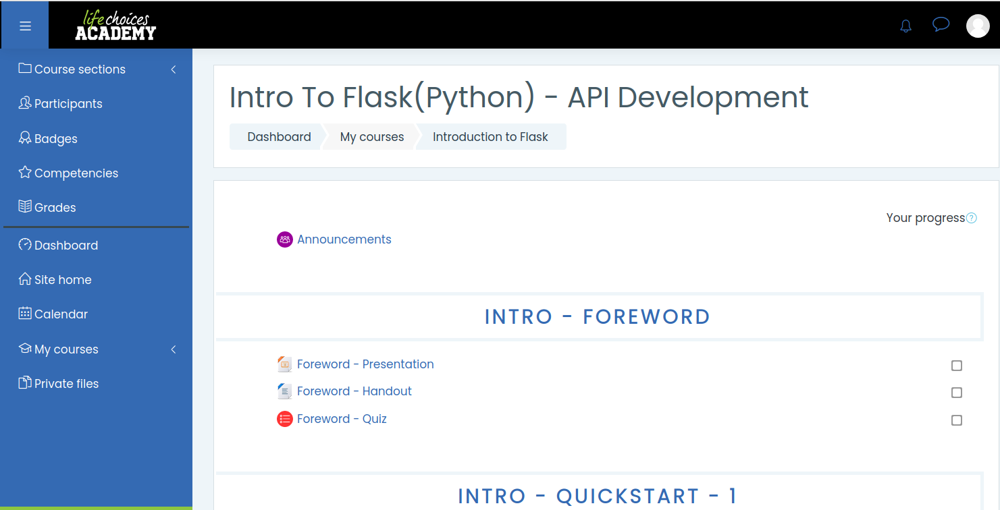 life choices
ACADEMY
Course sections
Participants
Badges
Competencies
Grades
Dashboard
Site home
Calendar
My courses
Private files
Intro To Flask(Python) - API Development
Dashboard
My courses
Introduction to Flask
Your progress
?
Announcements
INTRO - FOREWORD
Foreword - Presentation
Foreword - Handout
Foreword - Quiz
INTRO - QUICKSTART - 1